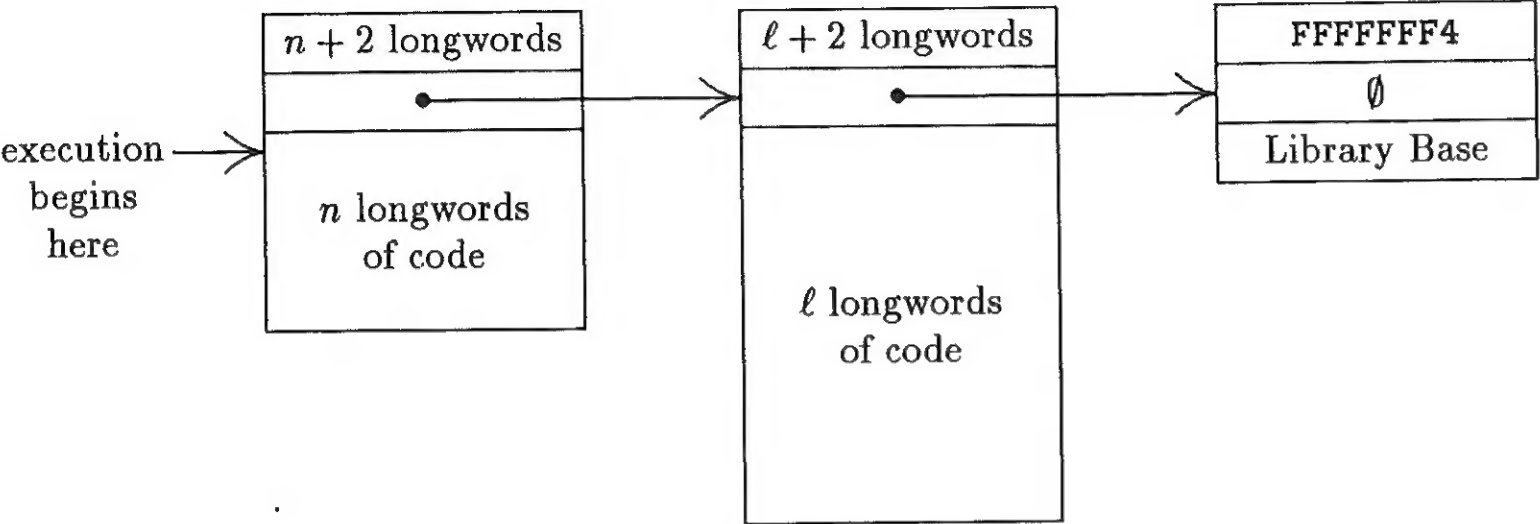 n + 2 longwords
ℓ + 2 longwords
FFFFFFF4
∅
Library Base
execution
begins
here
n longwords
of code
ℓ longwords
of code